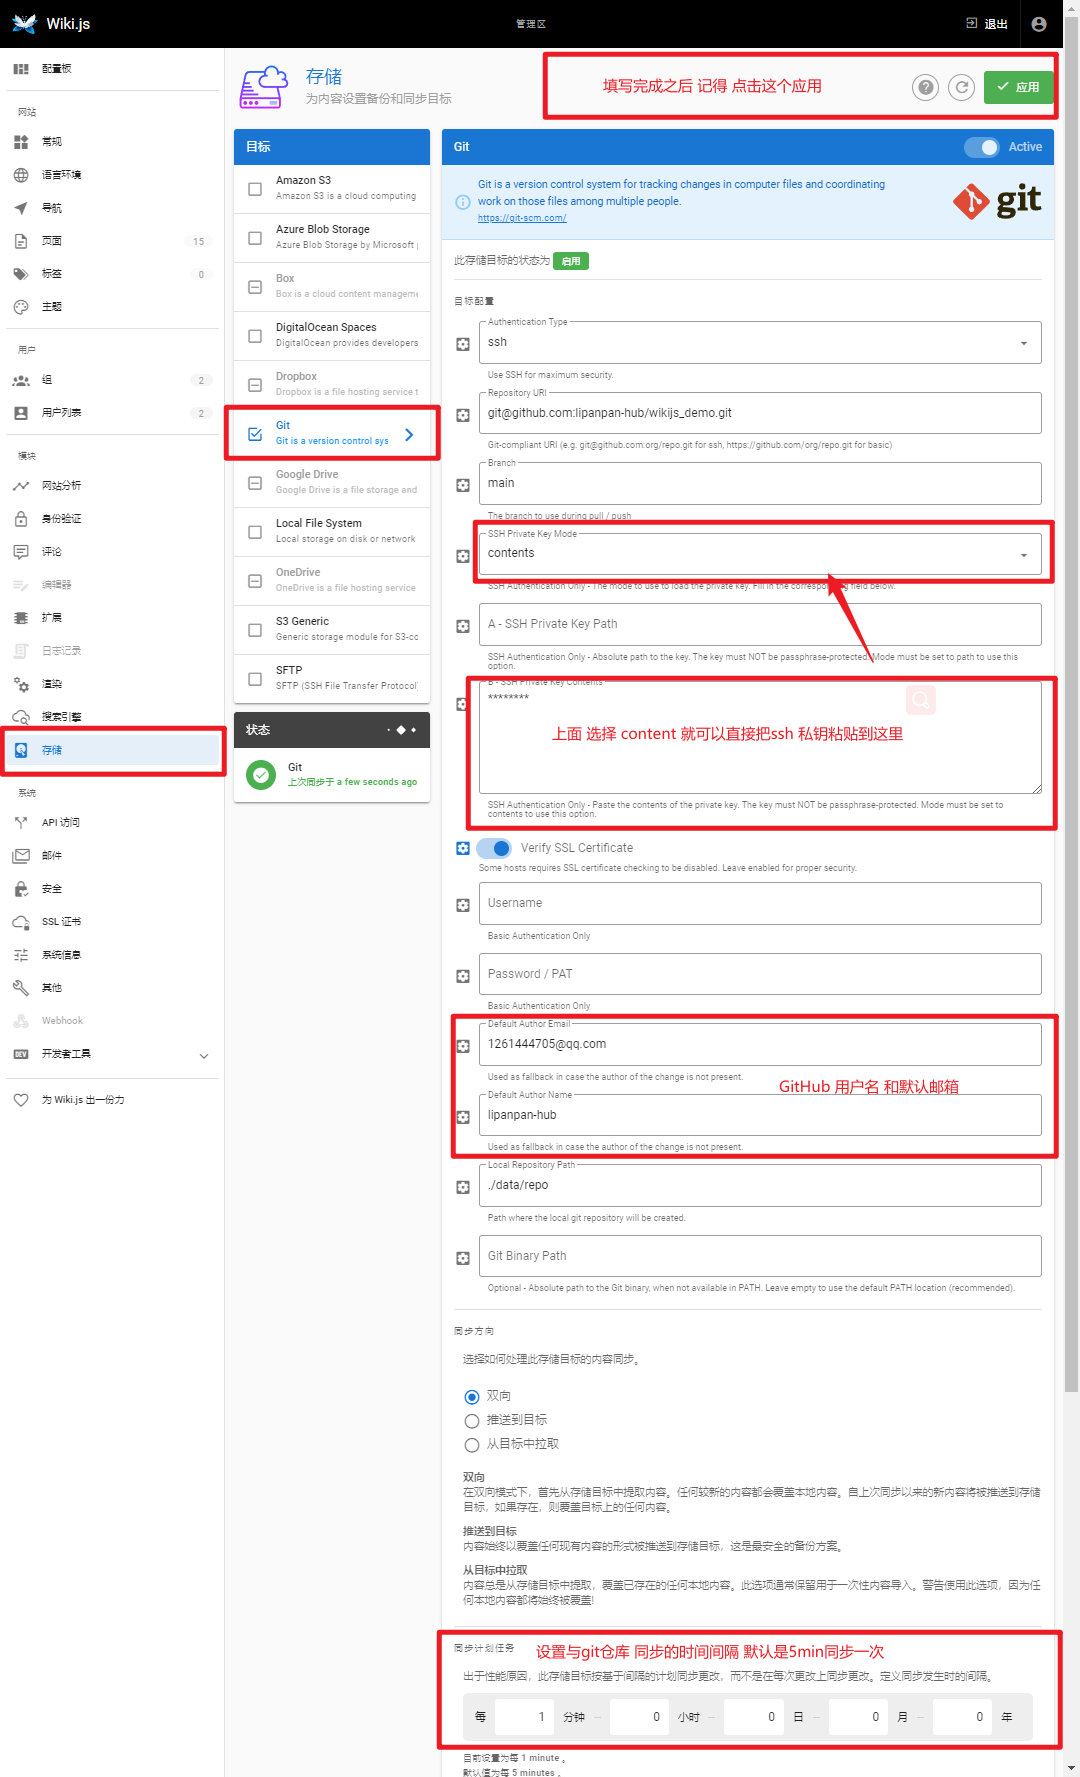 Wiki.js
管理区
退出
配置板
网站
常规
语言环境
导航
页面 15
标签 0
主题
用户
组 2
用户列表 2
模块
网站分析
身份验证
评论
编辑器
扩展
日志记录
渲染
搜索引擎
存储
系统
API 访问
邮件
安全
SSL 证书
系统信息
其他
Webhook
DEV 开发者工具
为 Wiki.js 出一份力
存储
为内容设置备份和同步目标
填写完成之后 记得 点击这个应用
应用
目标
Amazon S3
Amazon S3 is a cloud computing
Azure Blob Storage
Azure Blob Storage by Microsoft
Box
Box is a cloud content manageme
DigitalOcean Spaces
DigitalOcean provides developers
Dropbox
Dropbox is a file hosting service t
Git
Git is a version control sys
Google Drive
Google Drive is a file storage and
Local File System
Local storage on disk or network
OneDrive
OneDrive is a file hosting service
S3 Generic
Generic storage module for S3-co
SFTP
SFTP (SSH File Transfer Protocol
状态
Git
上次同步于 a few seconds ago
Git
Active
Git is a version control system for tracking changes in computer files and coordinating
work on those files among multiple people.
https://git-scm.com/
git
此存储目标的状态为 启用
目标配置
Authentication Type
ssh
Use SSH for maximum security.
Repository URI
git@github.com:lipanpan-hub/wikijs_demo.git
Git-compliant URI (e.g. git@github.com:org/repo.git for ssh, https://github.com/org/repo.git for basic)
Branch
main
The branch to use during pull / push
SSH Private Key Mode
contents
SSH Authentication Only - The mode to use to load the private key. Fill in the corresponding field below.
A - SSH Private Key Path
SSH Authentication Only - Absolute path to the key. The key must NOT be passphrase-protected. Mode must be set to path to use this
option.
B - SSH Private Key Contents
********
上面 选择 content 就可以直接把ssh 私钥粘贴到这里
SSH Authentication Only - Paste the contents of the private key. The key must NOT be passphrase-protected. Mode must be set to
contents to use this option.
Verify SSL Certificate
Some hosts requires SSL certificate checking to be disabled. Leave enabled for proper security.
Username
Basic Authentication Only
Password / PAT
Basic Authentication Only
Default Author Email
1261444705@qq.com
Used as fallback in case the author of the change is not present.
GitHub 用户名 和默认邮箱
Default Author Name
lipanpan-hub
Used as fallback in case the author of the change is not present.
Local Repository Path
./data/repo
Path where the local git repository will be created.
Git Binary Path
Optional - Absolute path to the Git binary, when not available in PATH. Leave empty to use the default PATH location (recommended).
同步方向
选择如何处理此存储目标的内容同步。
双向
推送到目标
从目标中拉取
双向
在双向模式下，首先从存储目标中提取内容。任何较新的内容都会覆盖本地内容。自上次同步以来的新内容将被推送到存储
目标，如果存在，则覆盖目标上的任何内容。
推送到目标
内容始终以覆盖任何现有内容的形式被推送到存储目标，这是最安全的备份方案。
从目标中拉取
内容总是从存储目标中提取，覆盖已存在的任何本地内容。此选项通常保留用于一次性内容导入。警告使用此选项，因为任
何本地内容都将始终被覆盖!
同步计划任务
设置与git仓库 同步的时间间隔 默认是5min同步一次
出于性能原因，此存储目标按基于间隔的计划同步更改，而不是在每次更改上同步更改。定义同步发生时的间隔。
每 1 分钟 0 小时 0 日 0 月 0 年
目前设置为每 1 minute 。
默认值为每 5 minutes 。